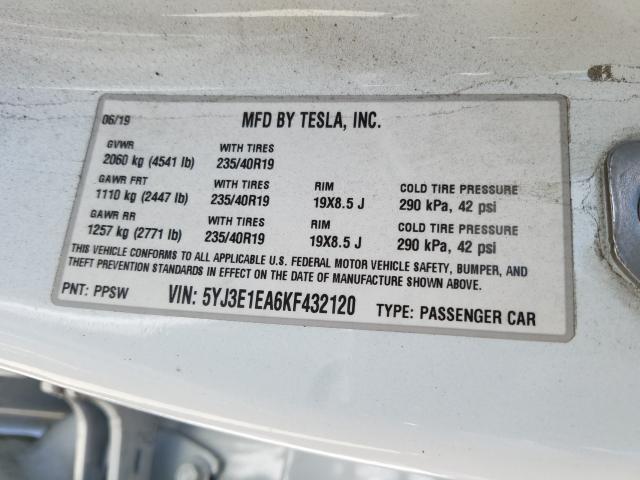 06/19 MFD BY TESLA, INC.
GVWR WITH TIRES
2060 kg (4541 lb) 235/40R19
GAWR FRT WITH TIRES RIM COLD TIRE PRESSURE
1110 kg (2447 lb) 235/40R19 19X8.5 J 290 kPa, 42 psi
GAWR RR WITH TIRES RIM COLD TIRE PRESSURE
1257 kg (2771 lb) 235/40R19 19X8.5 J 290 kPa, 42 psi
THIS VEHICLE CONFORMS TO ALL APPLICABLE U.S. FEDERAL MOTOR VEHICLE SAFETY, BUMPER, AND
THEFT PREVENTION STANDARDS IN EFFECT ON THE DATE OF MANUFACTURE SHOWN ABOVE.
PNT: PPSW VIN: 5YJ3E1EA6KF432120 TYPE: PASSENGER CAR